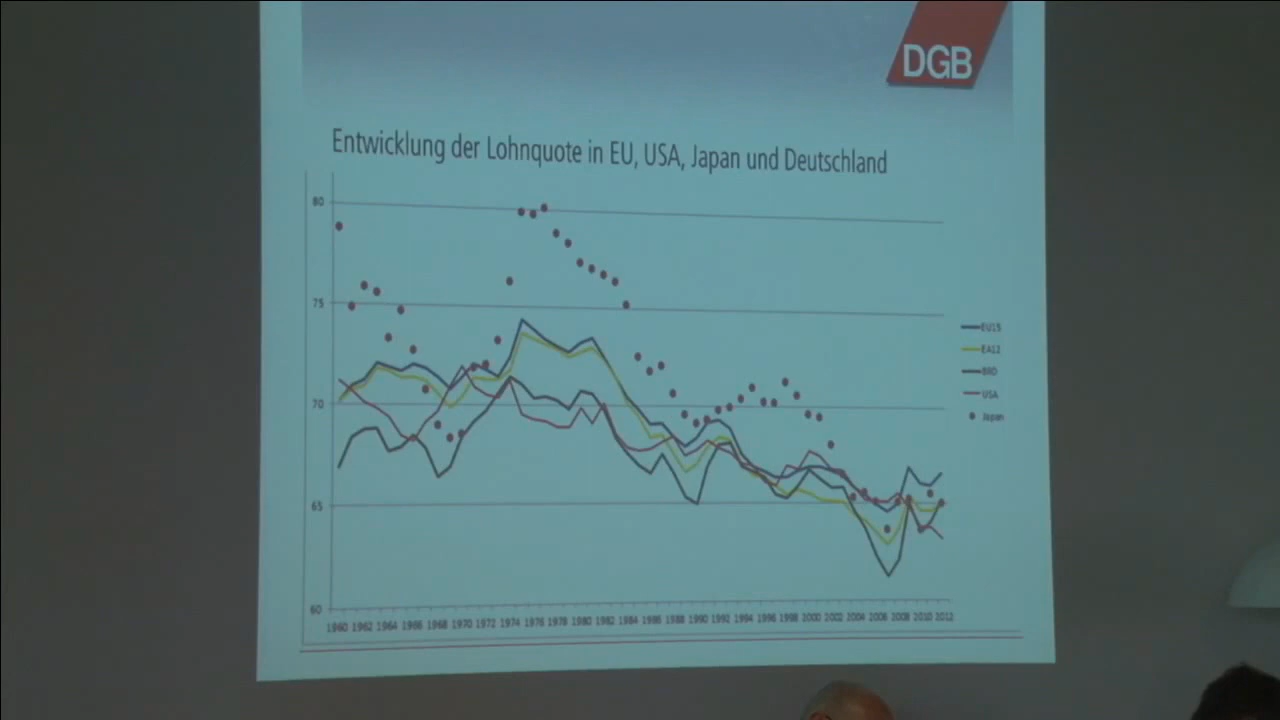 DGB
Entwicklung der Lohnquote in EU, USA, Japan und Deutschland
80
75
70
65
60
EU15
EA12
BRD
USA
Japan
1960 1962 1964 1966 1968 1970 1972 1974 1976 1978 1980 1982 1984 1986 1988 1990 1992 1994 1996 1998 2000 2002 2004 2006 2008 2010 2012